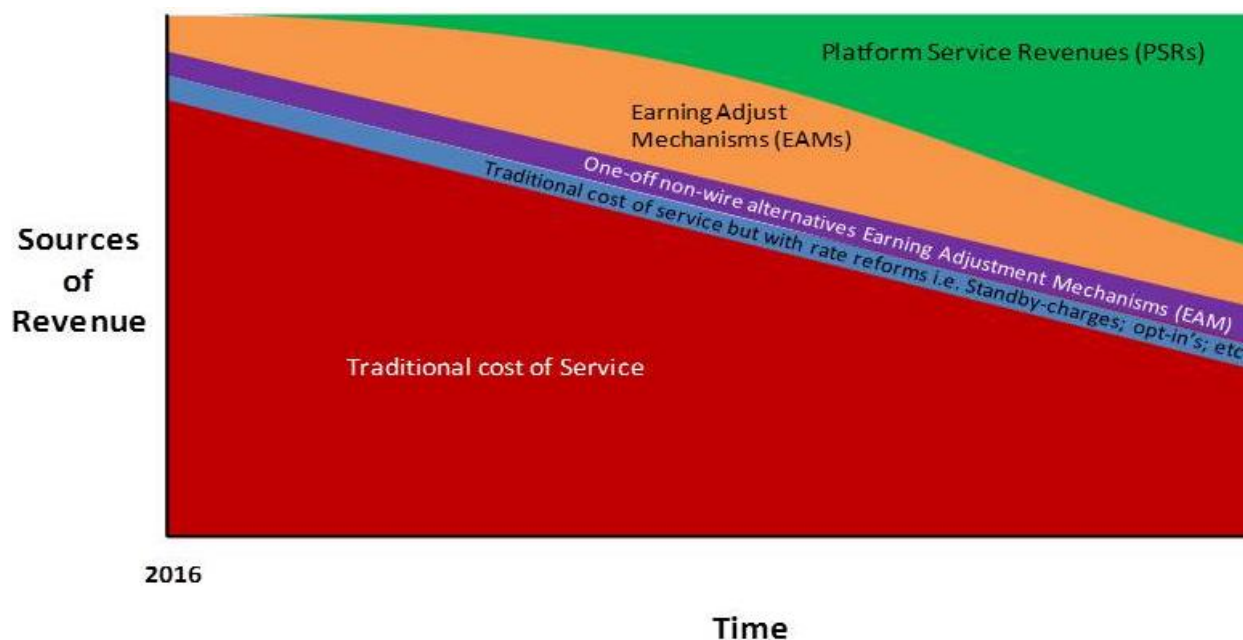 Platform Service Revenues (PSRs)
Earning Adjust
Mechanisms (EAMs)
One-off non-wire alternatives Earning Adjustment Mechanisms (EAM)
Traditional cost of service but with rate reforms i.e. Standby-charges; opt-in's; etc
Sources
of
Revenue
Traditional cost of Service
2016
Time